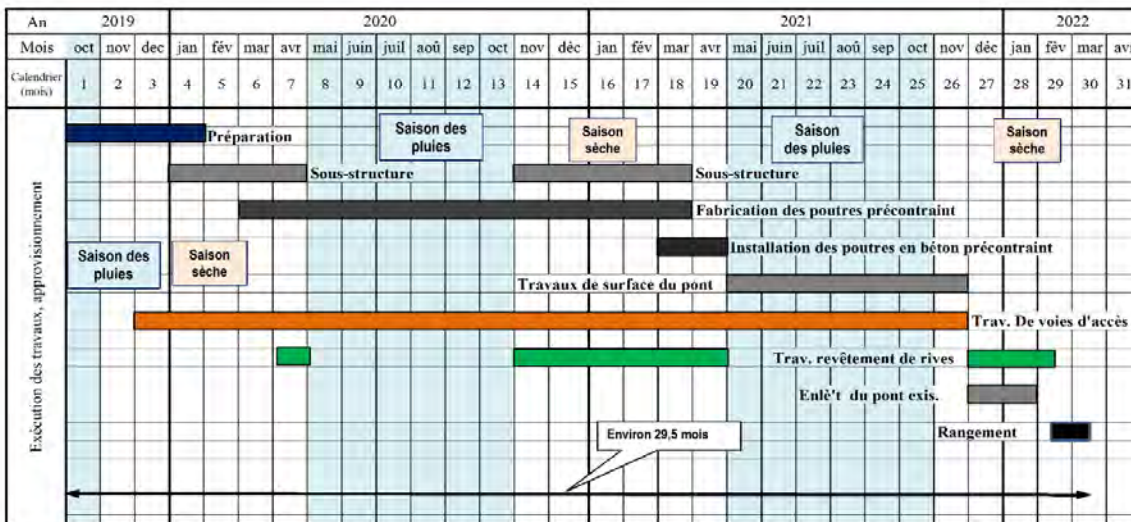 An 2019 2020 2021 2022
Mois oct nov dec jan fév mar avr mai juin juil aoû sep oct nov déc jan fév mar avr mai juin juil aoû sep oct nov déc jan fév mar avr
Calendrier
(mois) 1 2 3 4 5 6 7 8 9 10 11 12 13 14 15 16 17 18 19 20 21 22 23 24 25 26 27 28 29 30 31
Exécution des travaux, approvisionnement
Préparation
Saison des
pluies
Saison
sèche
Saison
des pluies
Saison
sèche
Sous-structure
Sous-structure
Fabrication des poutres précontraint
Saison des
pluies
Saison
sèche
Installation des poutres en béton précontraint
Travaux de surface du pont
Trav. De voies d'accès
Trav. revêtement de rives
Enlè't du pont exis.
Rangement
Environ 29,5 mois